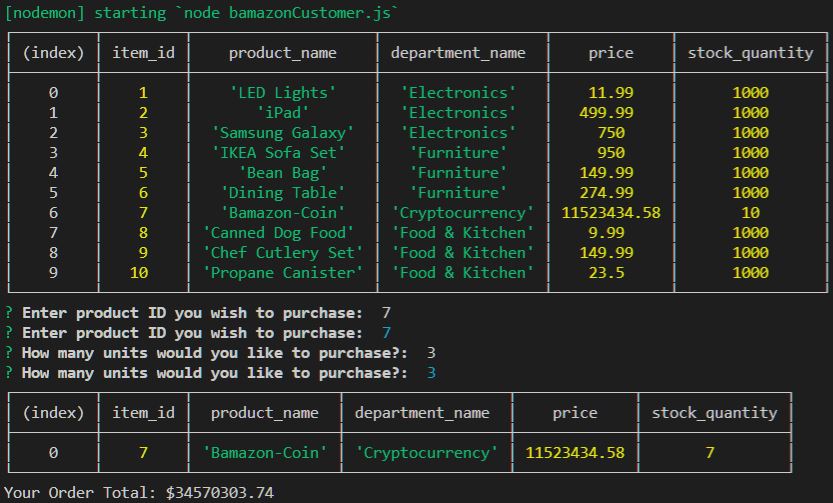 [nodemon] starting `node bamazonCustomer.js`
(index) item_id product_name department_name price stock_quantity
0 1 'LED Lights' 'Electronics' 11.99 1000
1 2 'iPad' 'Electronics' 499.99 1000
2 3 'Samsung Galaxy' 'Electronics' 750 1000
3 4 'IKEA Sofa Set' 'Furniture' 950 1000
4 5 'Bean Bag' 'Furniture' 149.99 1000
5 6 'Dining Table' 'Furniture' 274.99 1000
6 7 'Bamazon-Coin' 'Cryptocurrency' 11523434.58 10
7 8 'Canned Dog Food' 'Food & Kitchen' 9.99 1000
8 9 'Chef Cutlery Set' 'Food & Kitchen' 149.99 1000
9 10 'Propane Canister' 'Food & Kitchen' 23.5 1000
? Enter product ID you wish to purchase: 7
? Enter product ID you wish to purchase: 7
? How many units would you like to purchase?: 3
? How many units would you like to purchase?: 3
(index) item_id product_name department_name price stock_quantity
0 7 'Bamazon-Coin' 'Cryptocurrency' 11523434.58 7
Your Order Total: $34570303.74